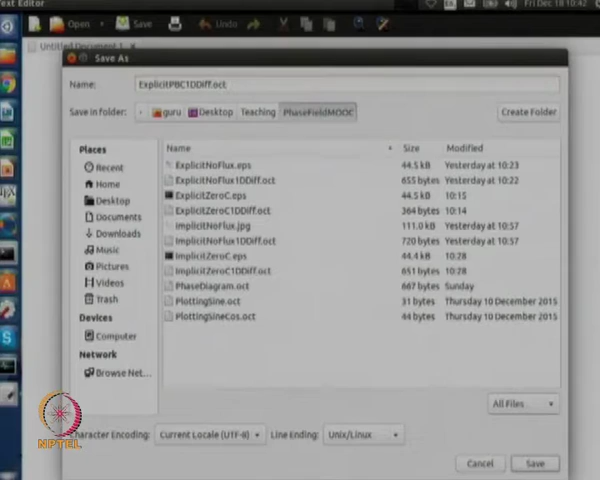 ext Editor
Fri Dec 18 10:42
Open
Save
Undo
Untitled Document 1
Save As
Name: ExplicitPBC1DDiff.oct
Save in folder: guru Desktop Teaching PhaseFieldMOOC Create Folder
Places
Recent
Home
Desktop
Documents
Downloads
Music
Pictures
Videos
Trash
Devices
Computer
Network
Browse Net...
Name Size Modified
ExplicitNoFlux.eps 44.5 kB Yesterday at 10:23
ExplicitNoFlux1DDiff.oct 655 bytes Yesterday at 10:22
ExplicitZeroC.eps 44.5 kB 10:15
ExplicitZeroC1DDiff.oct 364 bytes 10:14
ImplicitNoFlux.jpg 111.0 kB Yesterday at 10:57
ImplicitNoFlux1DDiff.oct 720 bytes Yesterday at 10:57
ImplicitZeroC.eps 44.4 kB 10:28
ImplicitZeroC1DDiff.oct 651 bytes 10:28
PhaseDiagram.oct 667 bytes Sunday
PlottingSine.oct 31 bytes Thursday 10 December 2015
PlottingSineCos.oct 44 bytes Thursday 10 December 2015
All Files
Character Encoding: Current Locale (UTF-8) Line Ending: Unix/Linux
Cancel Save
NPTEL